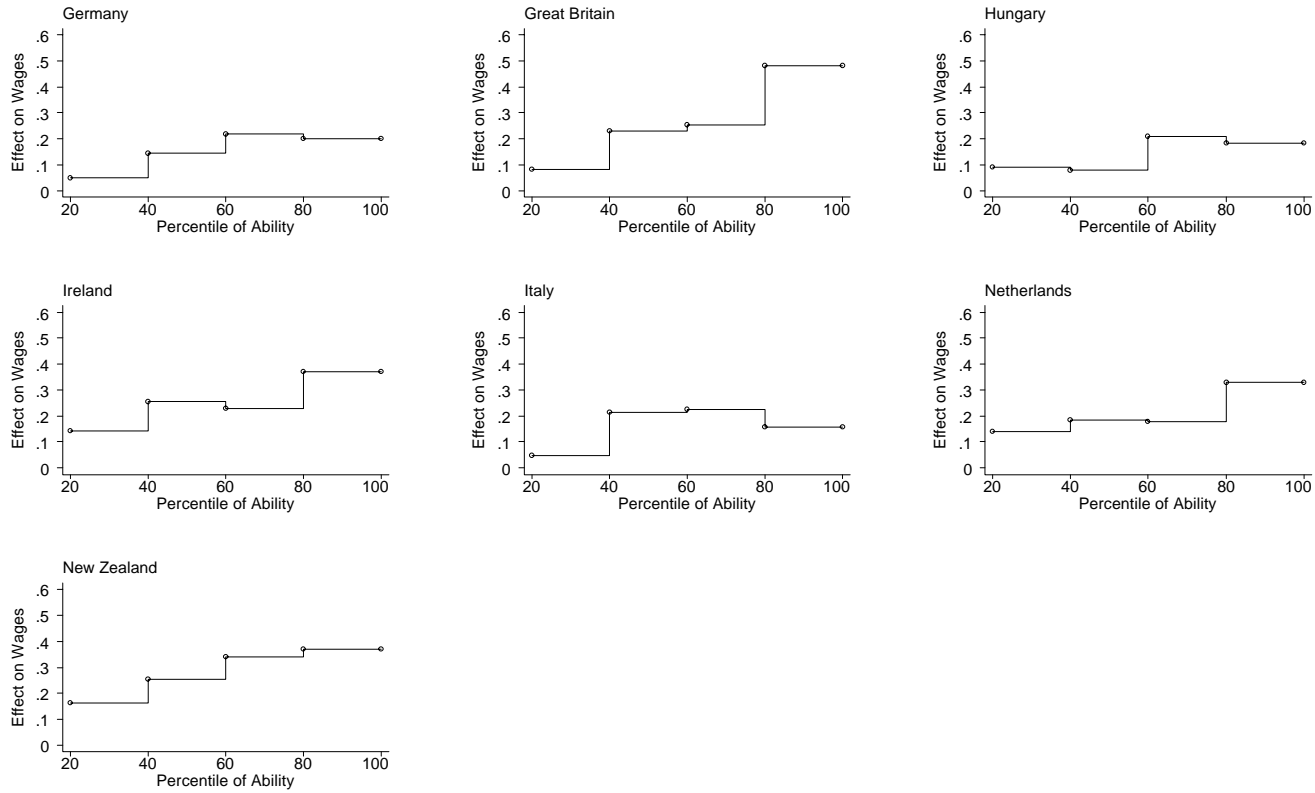 Germany
Effect on Wages
.6
.5
.4
.3
.2
.1
0
20 40 60 80 100
Percentile of Ability
Great Britain
Effect on Wages
.6
.5
.4
.3
.2
.1
0
20 40 60 80 100
Percentile of Ability
Hungary
Effect on Wages
.6
.5
.4
.3
.2
.1
0
20 40 60 80 100
Percentile of Ability
Ireland
Effect on Wages
.6
.5
.4
.3
.2
.1
0
20 40 60 80 100
Percentile of Ability
Italy
Effect on Wages
.6
.5
.4
.3
.2
.1
0
20 40 60 80 100
Percentile of Ability
Netherlands
Effect on Wages
.6
.5
.4
.3
.2
.1
0
20 40 60 80 100
Percentile of Ability
New Zealand
Effect on Wages
.6
.5
.4
.3
.2
.1
0
20 40 60 80 100
Percentile of Ability